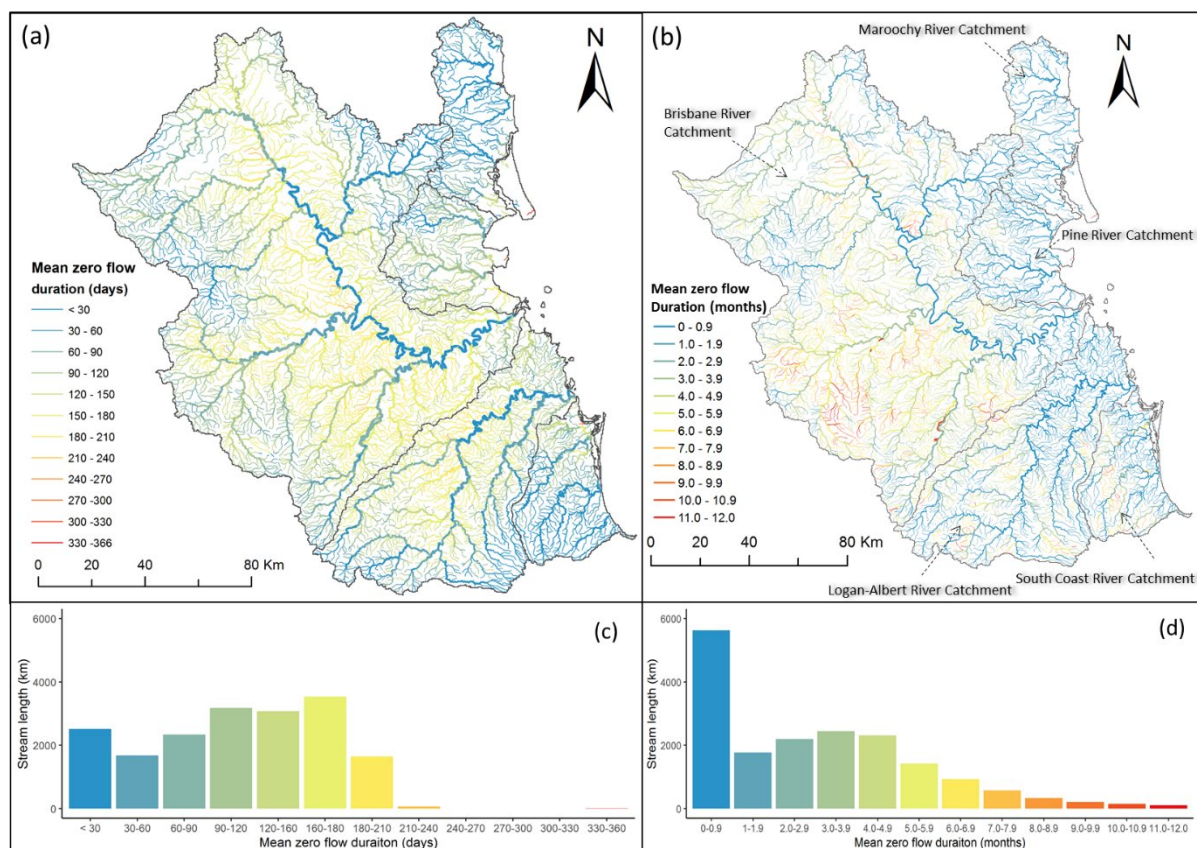 (a)
N
Mean zero flow
duration (days)
< 30
30 - 60
60 - 90
90 - 120
120 - 150
150 - 180
180 - 210
210 - 240
240 - 270
270 - 300
300 - 330
330 -366
0 20 40 80 Km
(b)
Maroochy River Catchment
N
Brisbane River
Catchment
Pine River Catchment
Mean zero flow
Duration (months)
0 - 0.9
1.0 - 1.9
2.0 - 2.9
3.0 - 3.9
4.0 - 4.9
5.0 - 5.9
6.0 - 6.9
7.0 - 7.9
8.0 - 8.9
9.0 - 9.9
10.0 - 10.9
11.0 - 12.0
0 20 40 80 Km
South Coast River Catchment
Logan-Albert River Catchment
(c)
Stream length (km)
6000
4000
2000
0
< 30 30-60 60-90 90-120 120-160 160-180 180-210 210-240 240-270 270-300 300-330 330-360
Mean zero flow duraiton (days)
(d)
Stream length (km)
6000
4000
2000
0
0-0.9 1-1.9 2.0-2.9 3.0-3.9 4.0-4.9 5.0-5.9 6.0-6.9 7.0-7.9 8.0-8.9 9.0-9.9 10.0-10.9 11.0-12.0
Mean zero flow duraiton (months)